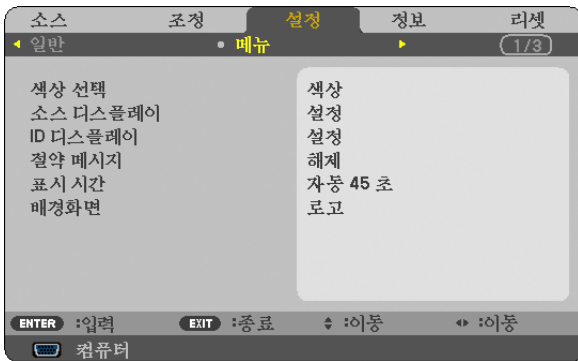 소스 조정 설정 정보 리셋
일반 메뉴 1/3
색상 선택 색상
소스 디스플레이 설정
ID 디스플레이 설정
절약 메시지 해제
표시 시간 자동 45 초
배경화면 로고
ENTER :입력 EXIT :종료 :이동 :이동
컴퓨터